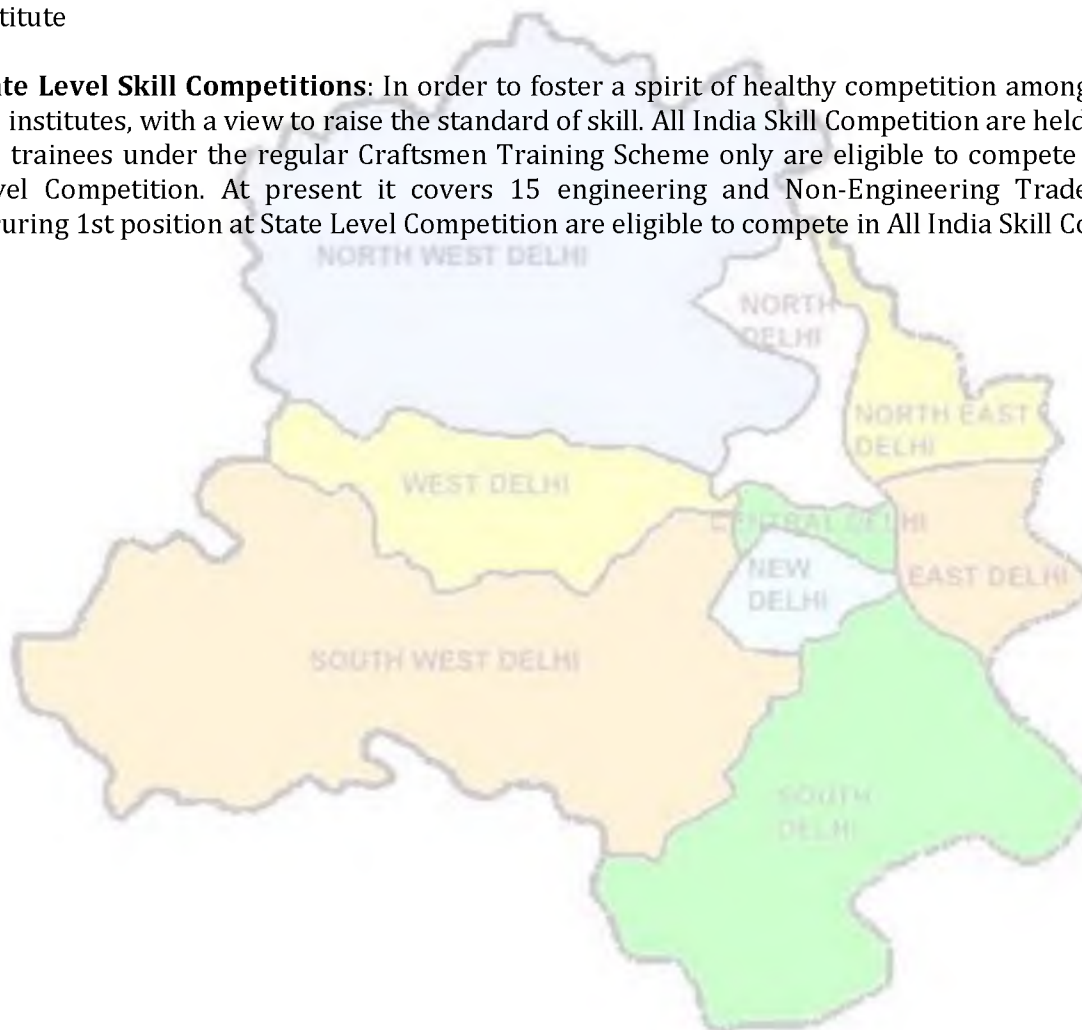 titute
ate Level Skill Competitions: In order to foster a spirit of healthy competition among
institutes, with a view to raise the standard of skill. All India Skill Competition are held
trainees under the regular Craftsmen Training Scheme only are eligible to compete
vel Competition. At present it covers 15 engineering and Non-Engineering Trade
uring 1st position at State Level Competition are eligible to compete in All India Skill Co
NORTH WEST DELHI
NORTH
DELHI
NORTH EAST
DELHI
WEST DELHI
CENTRAL DELHI
NEW
DELHI
EAST DELHI
SOUTH WEST DELHI
SOUTH
DELHI